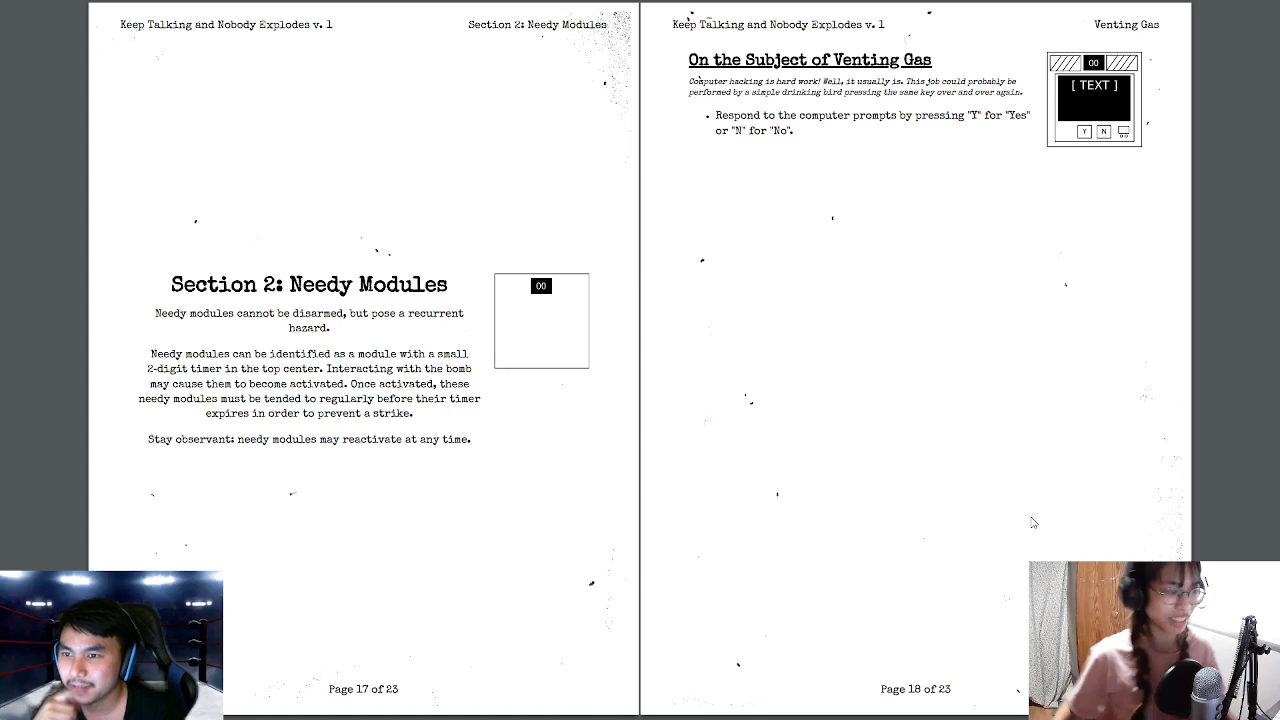 Keep Talking and Nobody Explodes v. 1
Section 2: Needy Modules
Section 2: Needy Modules
00
Needy modules cannot be disarmed, but pose a recurrent
hazard.
Needy modules can be identified as a module with a small
2-digit timer in the top center. Interacting with the bomb
may cause them to become activated. Once activated, these
needy modules must be tended to regularly before their timer
expires in order to prevent a strike.
Stay observant: needy modules may reactivate at any time.
Page 17 of 23
Keep Talking and Nobody Explodes v. 1
Venting Gas
On the Subject of Venting Gas
Computer hacking is hard work! Well, it usually is. This job could probably be
performed by a simple drinking bird pressing the same key over and over again.
• Respond to the computer prompts by pressing "Y" for "Yes"
or "N" for "No".
00
[ TEXT ]
Y N
Page 18 of 23